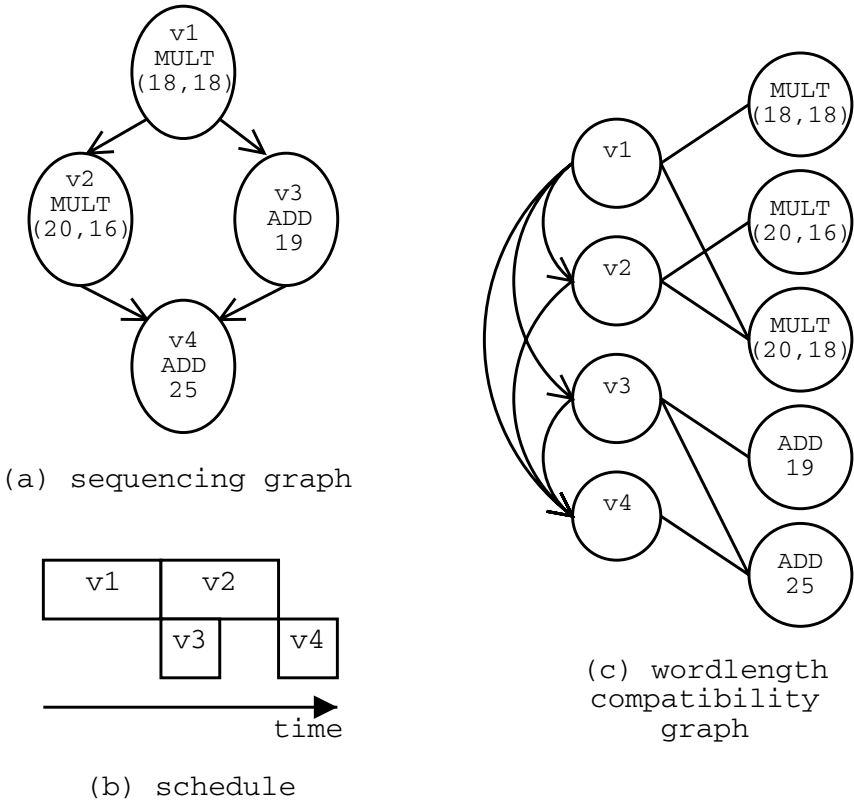 v1
MULT
(18,18)
v2
MULT
(20,16)
v3
ADD
19
v4
ADD
25
(a) sequencing graph
v1
v2
v3
v4
time
(b) schedule
v1
v2
v3
v4
MULT
(18,18)
MULT
(20,16)
MULT
(20,18)
ADD
19
ADD
25
(c) wordlength
compatibility
graph